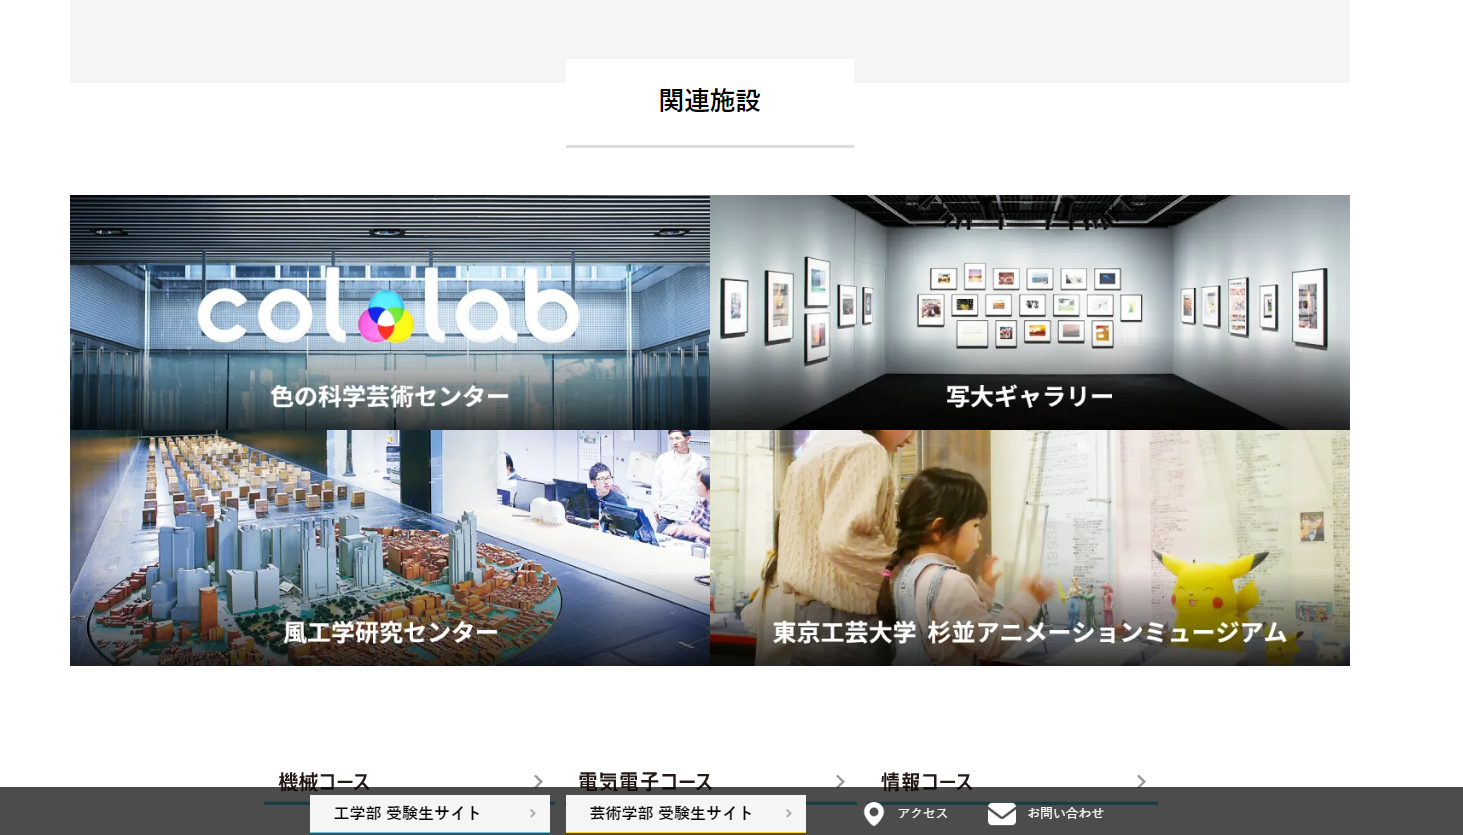 関連施設
col lab
色の科学芸術センター
写大ギャラリー
風工学研究センター
東京工芸大学 杉並アニメーションミュージアム
機械コース
電気電子コース
情報コース
工学部 受験生サイト
芸術学部 受験生サイト
アクセス
お問い合わせ